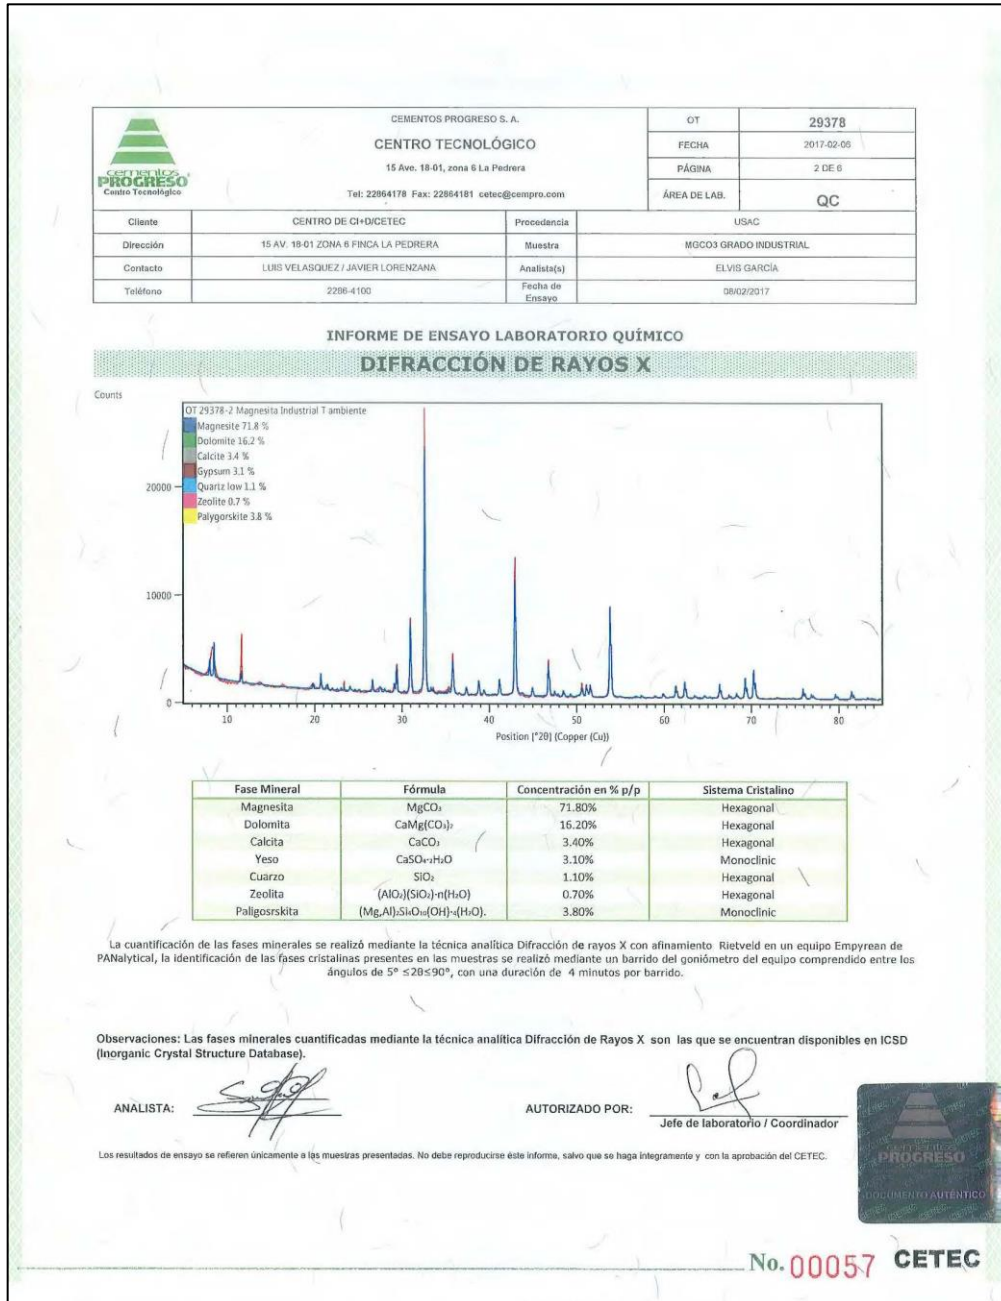 cementos
PROGRESO
Centro Tecnológico
CEMENTOS PROGRESO S. A.
CENTRO TECNOLÓGICO
15 Ave. 18-01, zona 6 La Pedrera
Tel: 22864178 Fax: 22864181 cetec@cempro.com
OT 29378
FECHA 2017-02-06
PÁGINA 2 DE 6
ÁREA DE LAB. QC
Cliente CENTRO DE CI+D/CETEC Procedencia USAC
Dirección 15 AV. 18-01 ZONA 6 FINCA LA PEDRERA Muestra MGCO3 GRADO INDUSTRIAL
Contacto LUIS VELASQUEZ / JAVIER LORENZANA Analista(s) ELVIS GARCÍA
Teléfono 2286-4100 Fecha de Ensayo 08/02/2017
INFORME DE ENSAYO LABORATORIO QUÍMICO
DIFRACCIÓN DE RAYOS X
Counts
OT 29378-2 Magnesita Industrial T ambiente
Magnesite 71.8 %
Dolomite 16.2 %
Calcite 3.4 %
Gypsum 3.1 %
Quartz low 1.1 %
Zeolite 0.7 %
Palygorskite 3.8 %
20000
10000
0
10 20 30 40 50 60 70 80
Position [°2θ] (Copper (Cu))
Fase Mineral Fórmula Concentración en % p/p Sistema Cristalino
Magnesita MgCO₃ 71.80% Hexagonal
Dolomita CaMg(CO₃)₂ 16.20% Hexagonal
Calcita CaCO₃ 3.40% Hexagonal
Yeso CaSO₄·₂H₂O 3.10% Monoclinic
Cuarzo SiO₂ 1.10% Hexagonal
Zeolita (AlO₂)(SiO₂)-n(H₂O) 0.70% Hexagonal
Paligosrskita (Mg,Al)₂Si₄O₁₀(OH)·₄(H₂O). 3.80% Monoclinic
La cuantificación de las fases minerales se realizó mediante la técnica analítica Difracción de rayos X con afinamiento Rietveld en un equipo Empyrean de
PANalytical, la identificación de las fases cristalinas presentes en las muestras se realizó mediante un barrido del goniómetro del equipo comprendido entre los
ángulos de 5° ≤2θ≤90°, con una duración de 4 minutos por barrido.
Observaciones: Las fases minerales cuantificadas mediante la técnica analítica Difracción de Rayos X son las que se encuentran disponibles en ICSD
(Inorganic Crystal Structure Database).
ANALISTA:
AUTORIZADO POR:
Jefe de laboratorio / Coordinador
Los resultados de ensayo se refieren únicamente a las muestras presentadas. No debe reproducirse éste informe, salvo que se haga íntegramente y con la aprobación del CETEC.
cementos
PROGRESO
DOCUMENTO AUTÉNTICO
No. 00057 CETEC